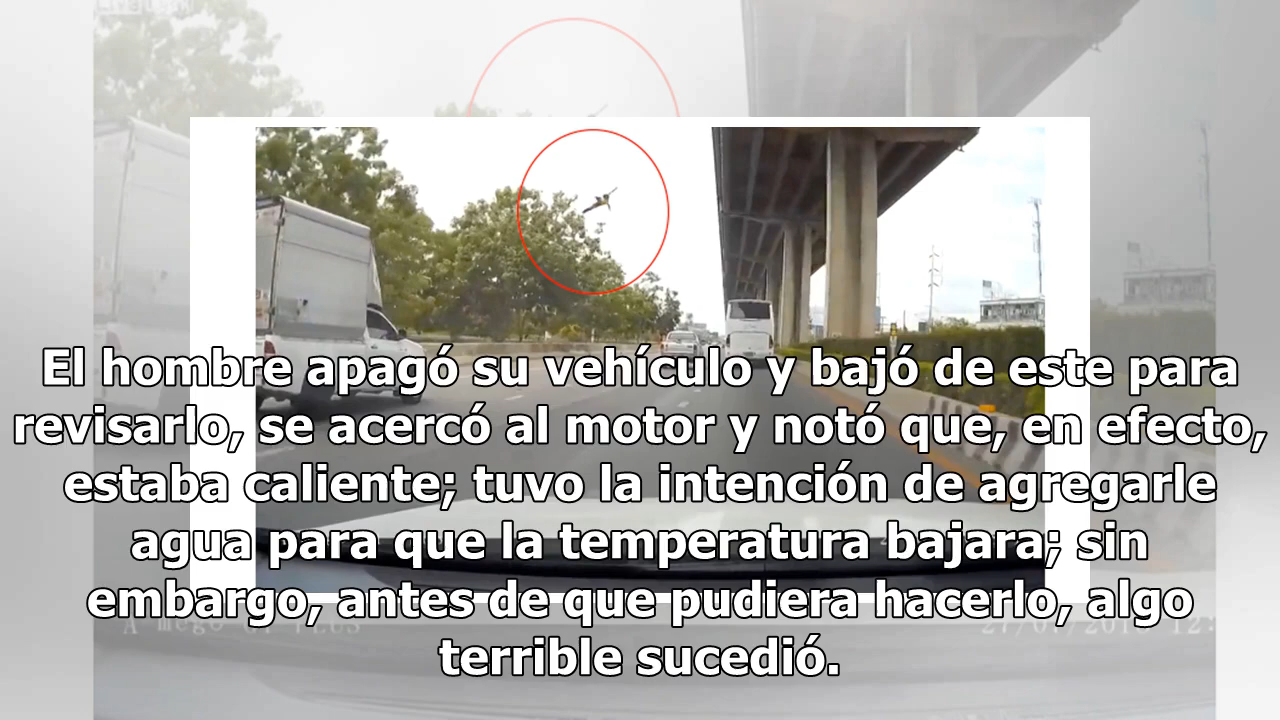 El hombre apagó su vehículo y bajó de este para
revisarlo, se acercó al motor y notó que, en efecto,
estaba caliente; tuvo la intención de agregarle
agua para que la temperatura bajara; sin
embargo, antes de que pudiera hacerlo, algo
terrible sucedió.